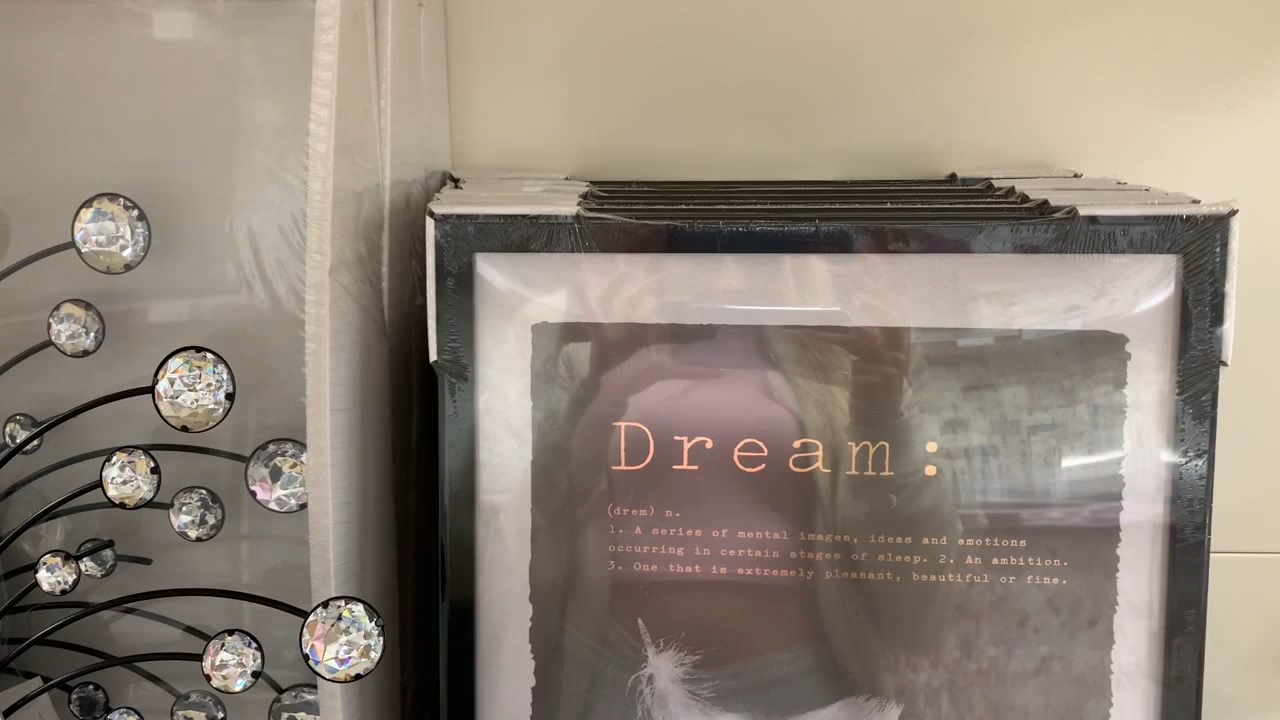 Dream:
(drem) n.
1. A series of mental images, ideas and emotions
occurring in certain stages of sleep. 2. An ambition.
3. One that is extremely pleasant, beautiful or fine.